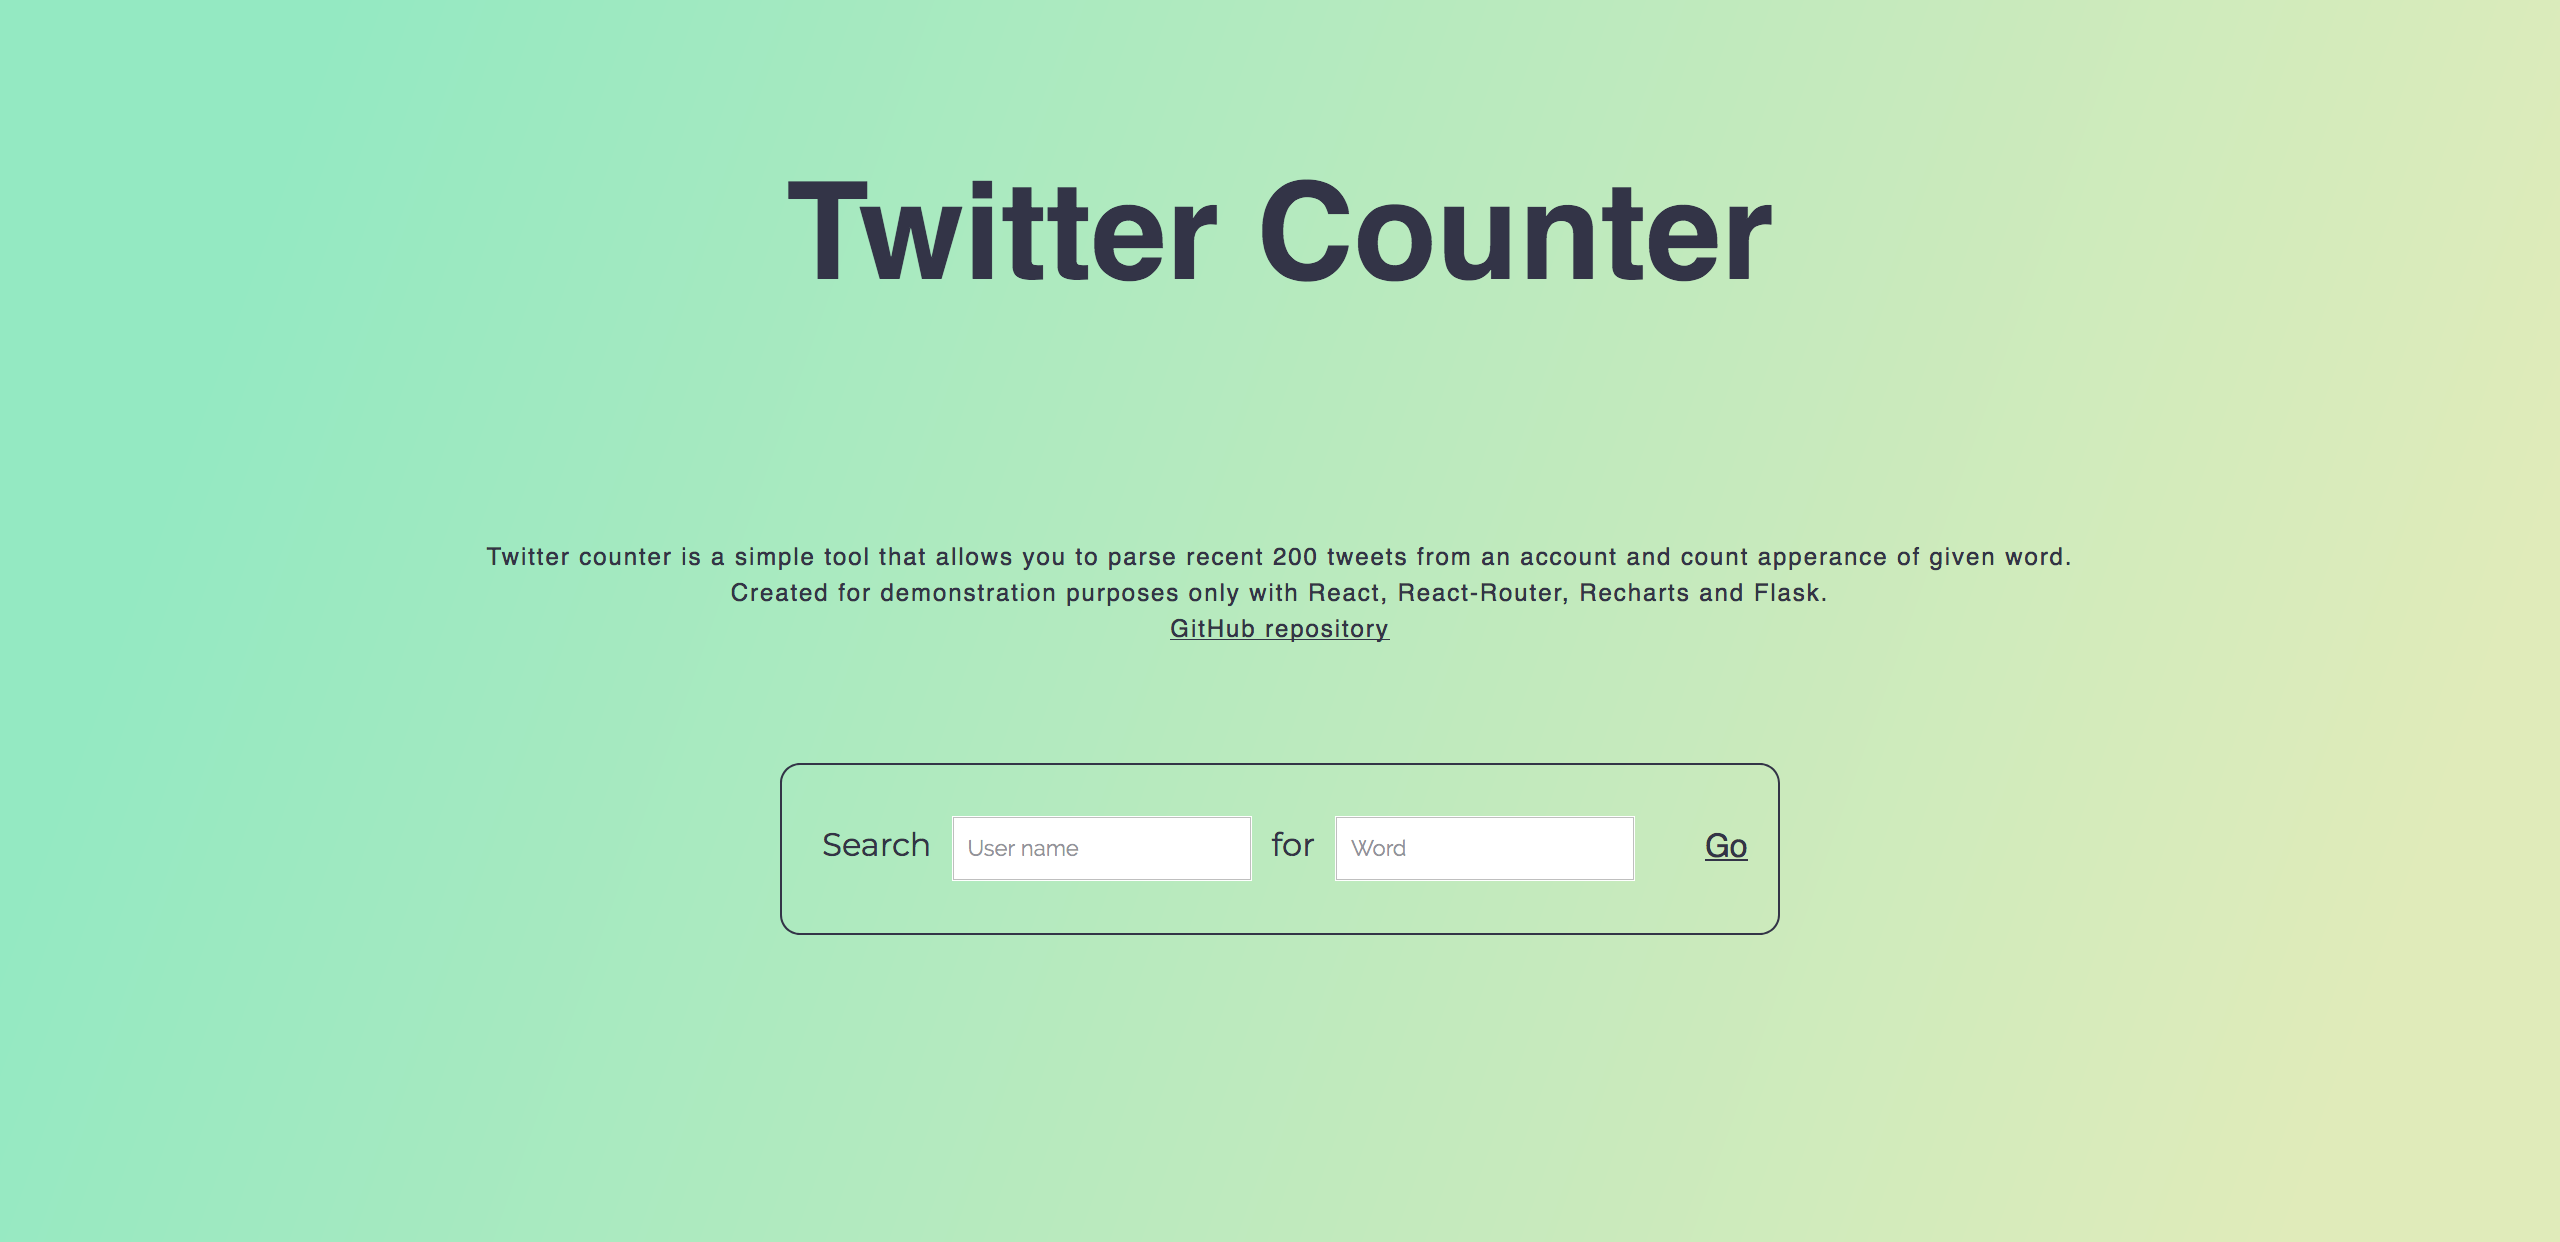 Twitter Counter
Twitter counter is a simple tool that allows you to parse recent 200 tweets from an account and count apperance of given word.
Created for demonstration purposes only with React, React-Router, Recharts and Flask.
GitHub repository
Search User name for Word Go